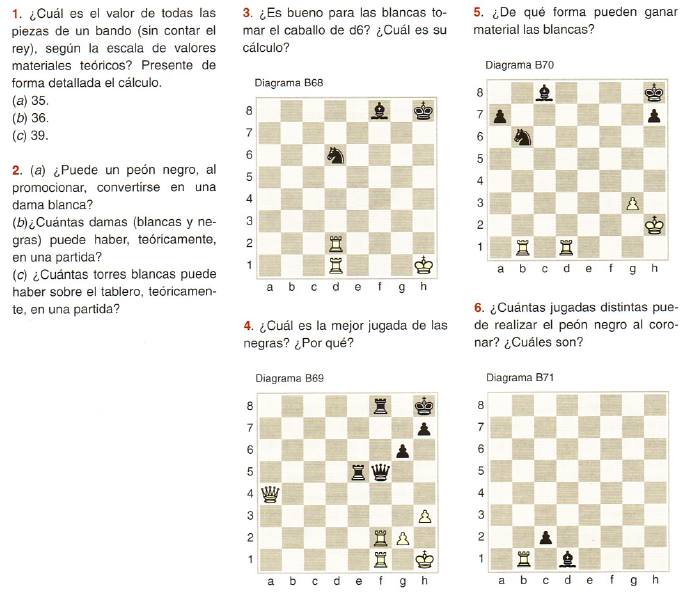 1. ¿Cuál es el valor de todas las
piezas de un bando (sin contar el
rey), según la escala de valores
materiales teóricos? Presente de
forma detallada el cálculo.
(a) 35.
(b) 36.
(c) 39.
2. (a) ¿Puede un peón negro, al
promocionar, convertirse en una
dama blanca?
(b)¿Cuántas damas (blancas y ne-
gras) puede haber, teóricamente,
en una partida?
(c) ¿Cuántas torres blancas puede
haber sobre el tablero, teóricamen-
te, en una partida?
3. ¿Es bueno para las blancas to-
mar el caballo de d6? ¿Cuál es su
cálculo?
Diagrama B68
8
7
6
5
4
3
2
1
a b c d e f g h
4. ¿Cuál es la mejor jugada de las
negras? ¿Por qué?
Diagrama B69
8
7
6
5
4
3
2
1
a b c d e f g h
5. ¿De qué forma pueden ganar
material las blancas?
Diagrama B70
8
7
6
5
4
3
2
1
a b c d e f g h
6. ¿Cuántas jugadas distintas pue-
de realizar el peón negro al coro-
nar? ¿Cuáles son?
Diagrama B71
8
7
6
5
4
3
2
1
a b c d e f g h